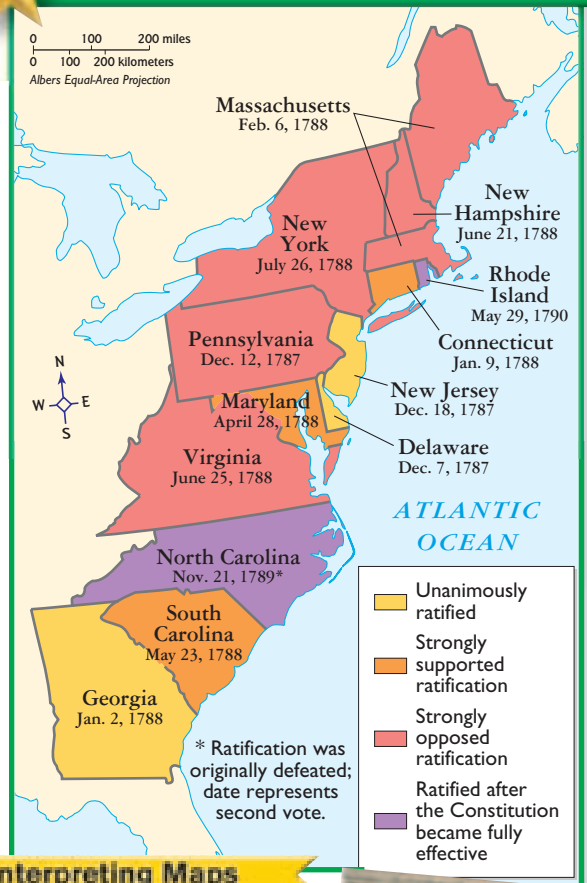 0 100 200 miles
0 100 200 kilometers
Albers Equal-Area Projection
Massachusetts
Feb. 6, 1788
New
Hampshire
June 21, 1788
New
York
July 26, 1788
Rhode
Island
May 29, 1790
Connecticut
Jan. 9, 1788
Pennsylvania
Dec. 12, 1787
New Jersey
Dec. 18, 1787
Maryland
April 28, 1788
Delaware
Dec. 7, 1787
N
W E
S
Virginia
June 25, 1788
ATLANTIC
OCEAN
North Carolina
Nov. 21, 1789*
South
Carolina
May 23, 1788
Georgia
Jan. 2, 1788
* Ratification was
originally defeated;
date represents
second vote.
Unanimously
ratified
Strongly
supported
ratification
Strongly
opposed
ratification
Ratified after
the Constitution
became fully
effective
nterpreting Maps